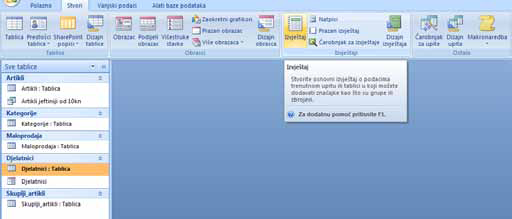 Polazno Stvori Vanjski podaci Alati baze podataka
Tablica Predlošci tablica SharePoint popisi Dizajn tablica
Tablice
Obrazac Podijeli obrazac Višestruke stavke
Zaokretni grafikon
Prazan obrazac
Više obrazaca
Dizajn obrasca
Obrasci
Izvještaj
Natpisi
Prazan izvještaj
Čarobnjak za izvještaje
Dizajn izvještaja
Izvještaji
Čarobnjak za upite Dizajn upita Makronaredba
Ostalo
Sve tablice
Artikli
Artikli : Tablica
Artikli jeftiniji od 10kn
Kategorije
Kategorije : Tablica
Maloprodaja
Maloprodaja : Tablica
Djelatnici
Djelatnici : Tablica
Djelatnici
Skuplji_artikli
Skuplji_artikli : Tablica
Izvještaj
Stvorite osnovni izvještaj o podacima
trenutnom upitu ili tablici u koji možete
dodavati značajke kao što su grupe ili
zbrojevi.
Za dodatnu pomoć pritisnite F1.